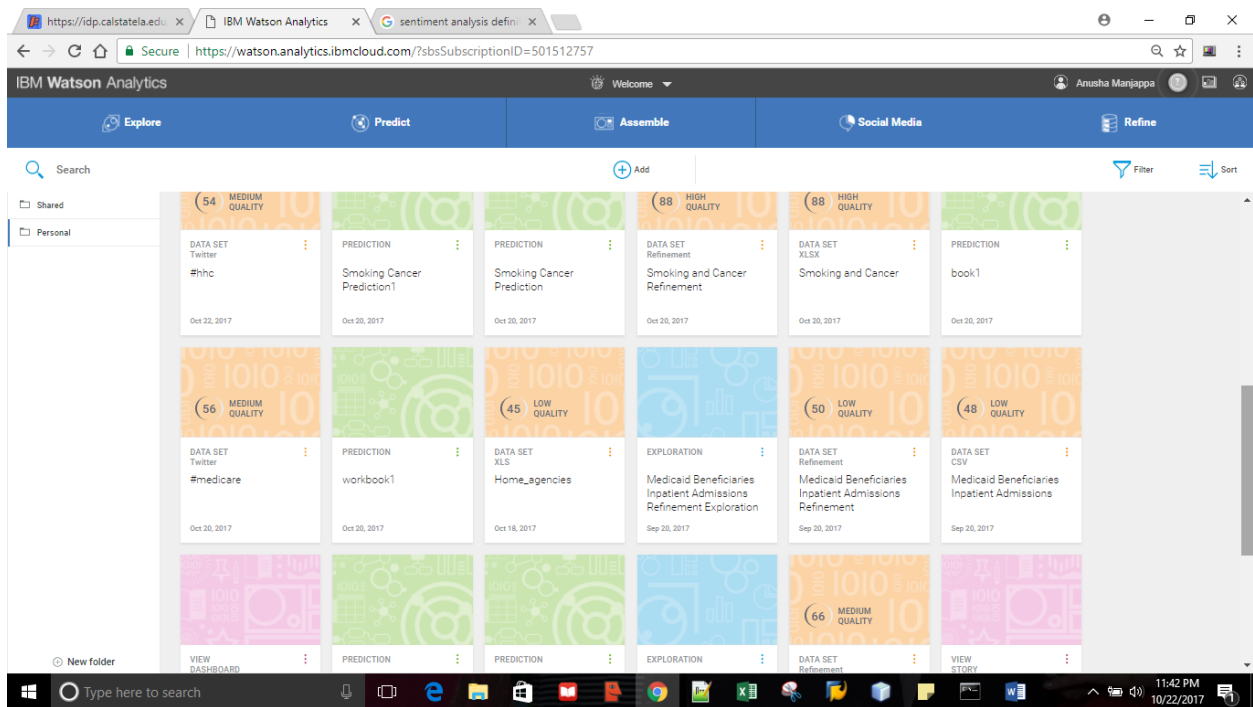 https://idp.calstatela.edu
IBM Watson Analytics
sentiment analysis defini
Secure
https://watson.analytics.ibmcloud.com/?sbsSubscriptionID=501512757
IBM Watson Analytics
Welcome
Anusha Manjappa
Explore
Predict
Assemble
Social Media
Refine
Search
Add
Filter
Sort
Shared
Personal
New folder
54 MEDIUM QUALITY
88 HIGH QUALITY
88 HIGH QUALITY
DATA SET
Twitter
#hhc
Oct 22, 2017
PREDICTION
Smoking Cancer
Prediction1
Oct 20, 2017
PREDICTION
Smoking Cancer
Prediction
Oct 20, 2017
DATA SET
Refinement
Smoking and Cancer
Refinement
Oct 20, 2017
DATA SET
XLSX
Smoking and Cancer
Oct 20, 2017
PREDICTION
book1
Oct 20, 2017
56 MEDIUM QUALITY
DATA SET
Twitter
#medicare
Oct 20, 2017
PREDICTION
workbook1
Oct 20, 2017
45 LOW QUALITY
DATA SET
XLS
Home_agencies
Oct 18, 2017
EXPLORATION
Medicaid Beneficiaries
Inpatient Admissions
Refinement Exploration
Sep 20, 2017
50 LOW QUALITY
DATA SET
Refinement
Medicaid Beneficiaries
Inpatient Admissions
Refinement
Sep 20, 2017
48 LOW QUALITY
DATA SET
CSV
Medicaid Beneficiaries
Inpatient Admissions
Sep 20, 2017
VIEW
DASHBOARD
PREDICTION
PREDICTION
EXPLORATION
66 MEDIUM QUALITY
DATA SET
Refinement
VIEW
STORY
Type here to search
11:42 PM
10/22/2017